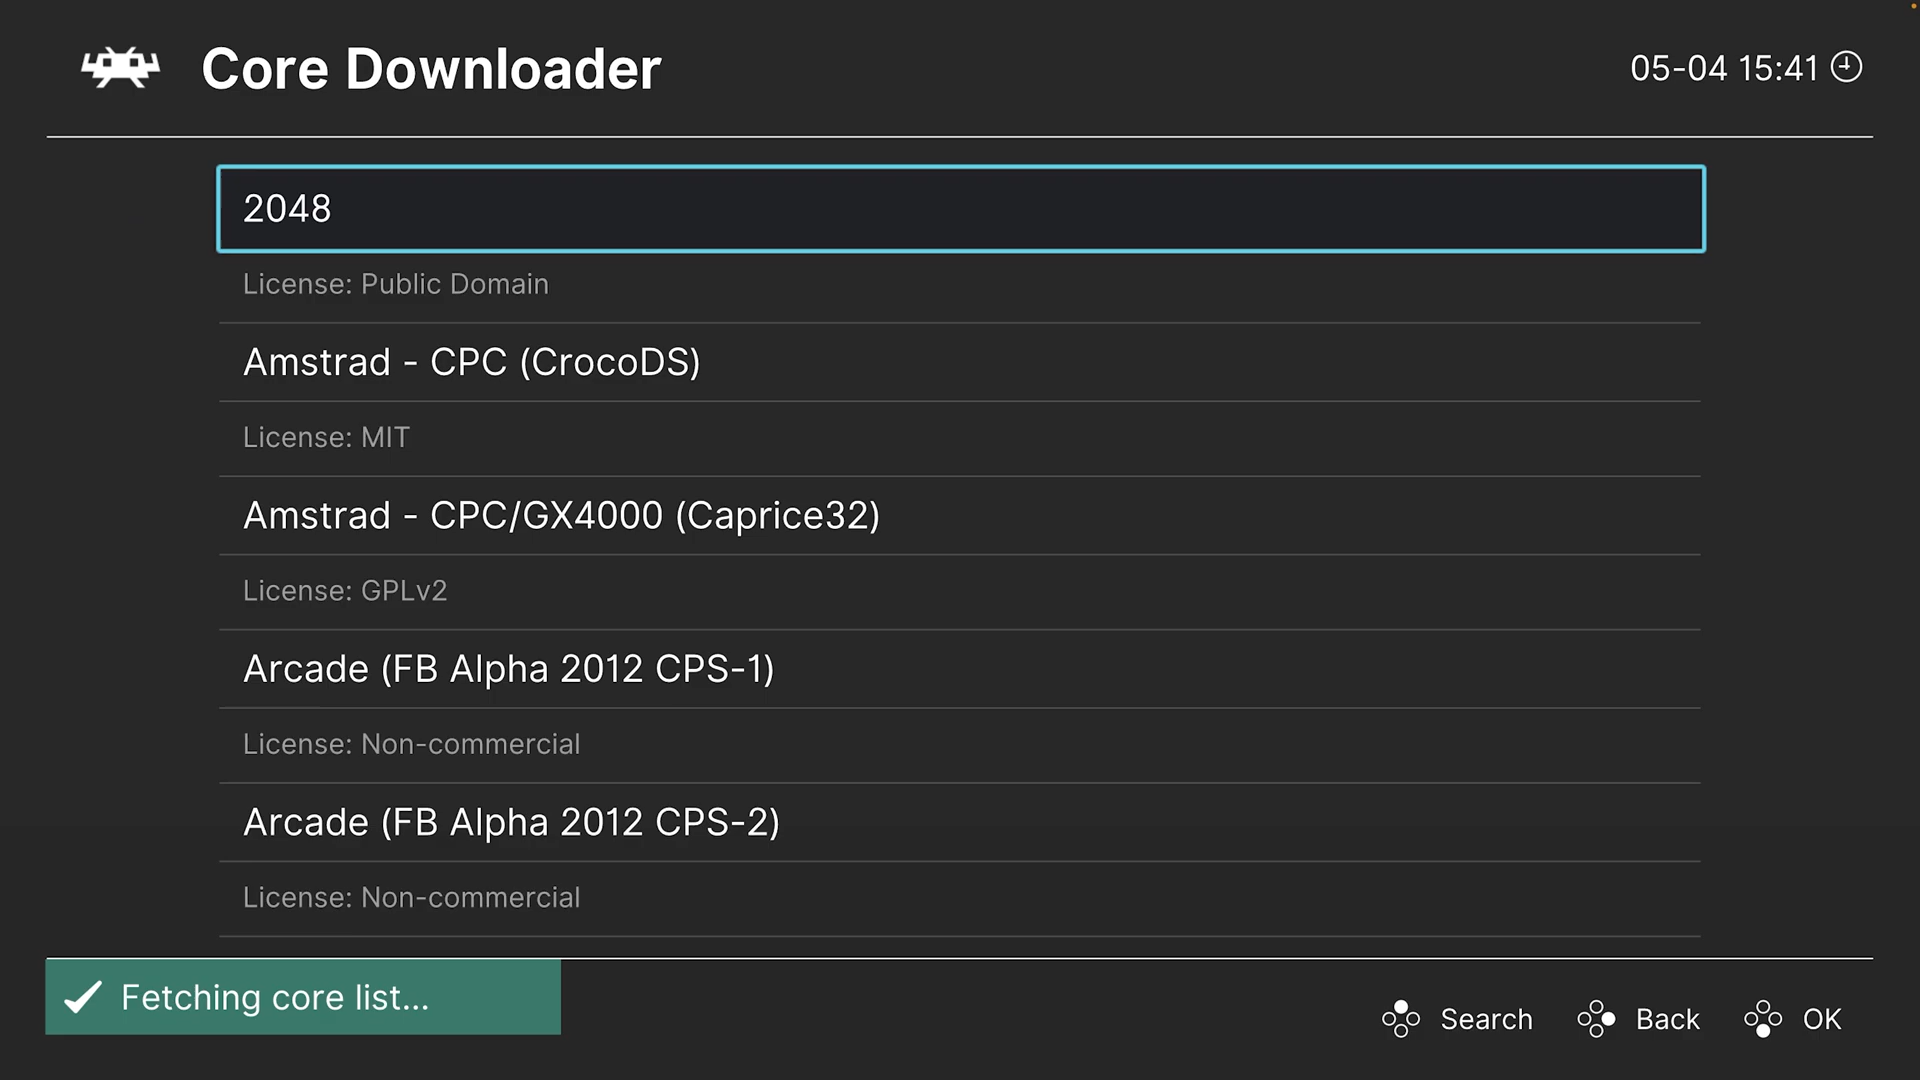 Core Downloader
05-04 15:41
2048
License: Public Domain
Amstrad - CPC (CrocoDS)
License: MIT
Amstrad - CPC/GX4000 (Caprice32)
License: GPLv2
Arcade (FB Alpha 2012 CPS-1)
License: Non-commercial
Arcade (FB Alpha 2012 CPS-2)
License: Non-commercial
Fetching core list...
Search Back OK